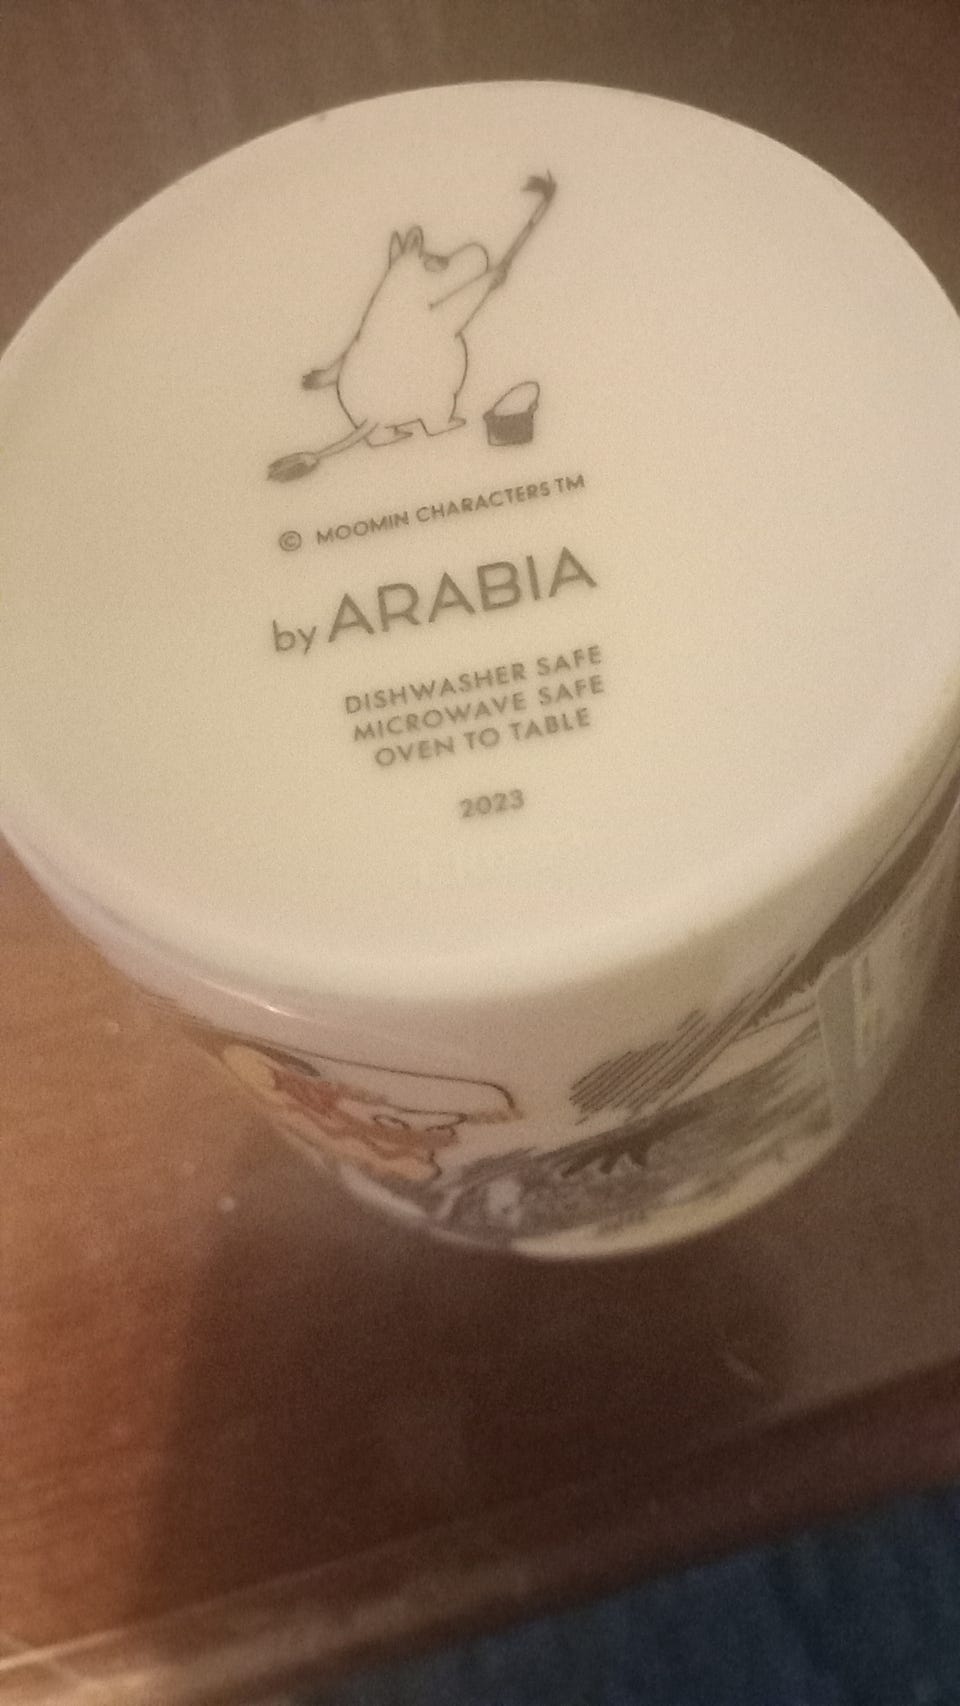 © MOOMIN CHARACTERS TM
by ARABIA
DISHWASHER SAFE
MICROWAVE SAFE
OVEN TO TABLE
2023